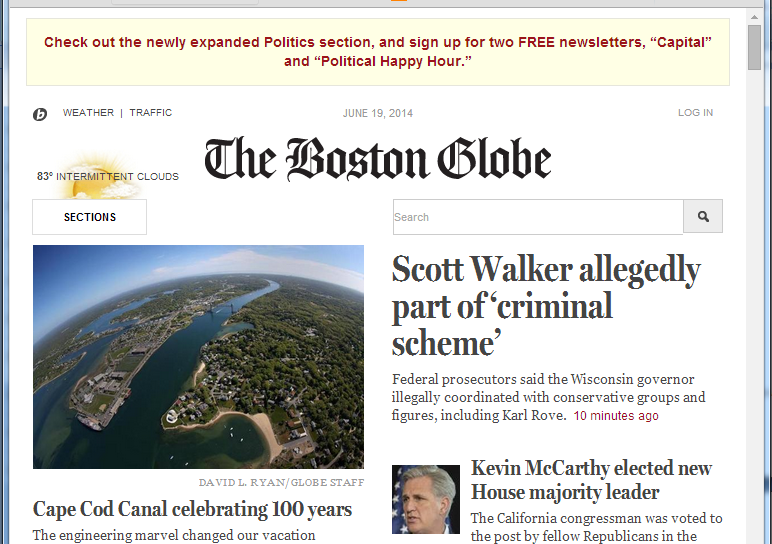 Check out the newly expanded Politics section, and sign up for two FREE newsletters, “Capital”
and “Political Happy Hour.”
b WEATHER | TRAFFIC
JUNE 19, 2014
LOG IN
The Boston Globe
83° INTERMITTENT CLOUDS
SECTIONS
Search
DAVID L. RYAN/GLOBE STAFF
Cape Cod Canal celebrating 100 years
The engineering marvel changed our vacation
Scott Walker allegedly
part of ‘criminal
scheme’
Federal prosecutors said the Wisconsin governor
illegally coordinated with conservative groups and
figures, including Karl Rove. 10 minutes ago
Kevin McCarthy elected new
House majority leader
The California congressman was voted to
the post by fellow Republicans in the